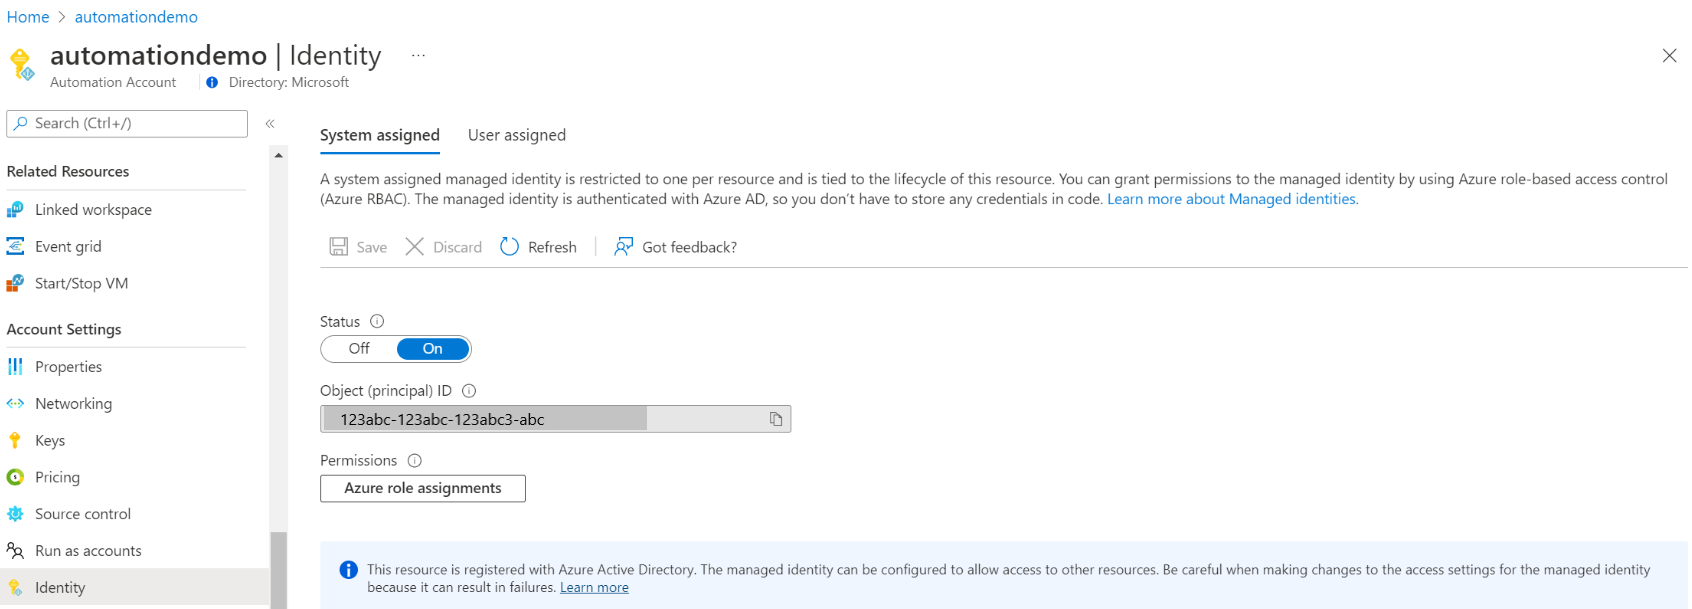 Home > automationdemo
automationdemo | Identity ...
Automation Account
Directory: Microsoft
Search (Ctrl+/)
«
Related Resources
Linked workspace
Event grid
Start/Stop VM
Account Settings
Properties
Networking
Keys
Pricing
Source control
Run as accounts
Identity
System assigned
User assigned
A system assigned managed identity is restricted to one per resource and is tied to the lifecycle of this resource. You can grant permissions to the managed identity by using Azure role-based access control
(Azure RBAC). The managed identity is authenticated with Azure AD, so you don’t have to store any credentials in code. Learn more about Managed identities.
Save Discard Refresh Got feedback?
Status
Off On
Object (principal) ID
123abc-123abc-123abc3-abc
Permissions
Azure role assignments
This resource is registered with Azure Active Directory. The managed identity can be configured to allow access to other resources. Be careful when making changes to the access settings for the managed identity
because it can result in failures. Learn more